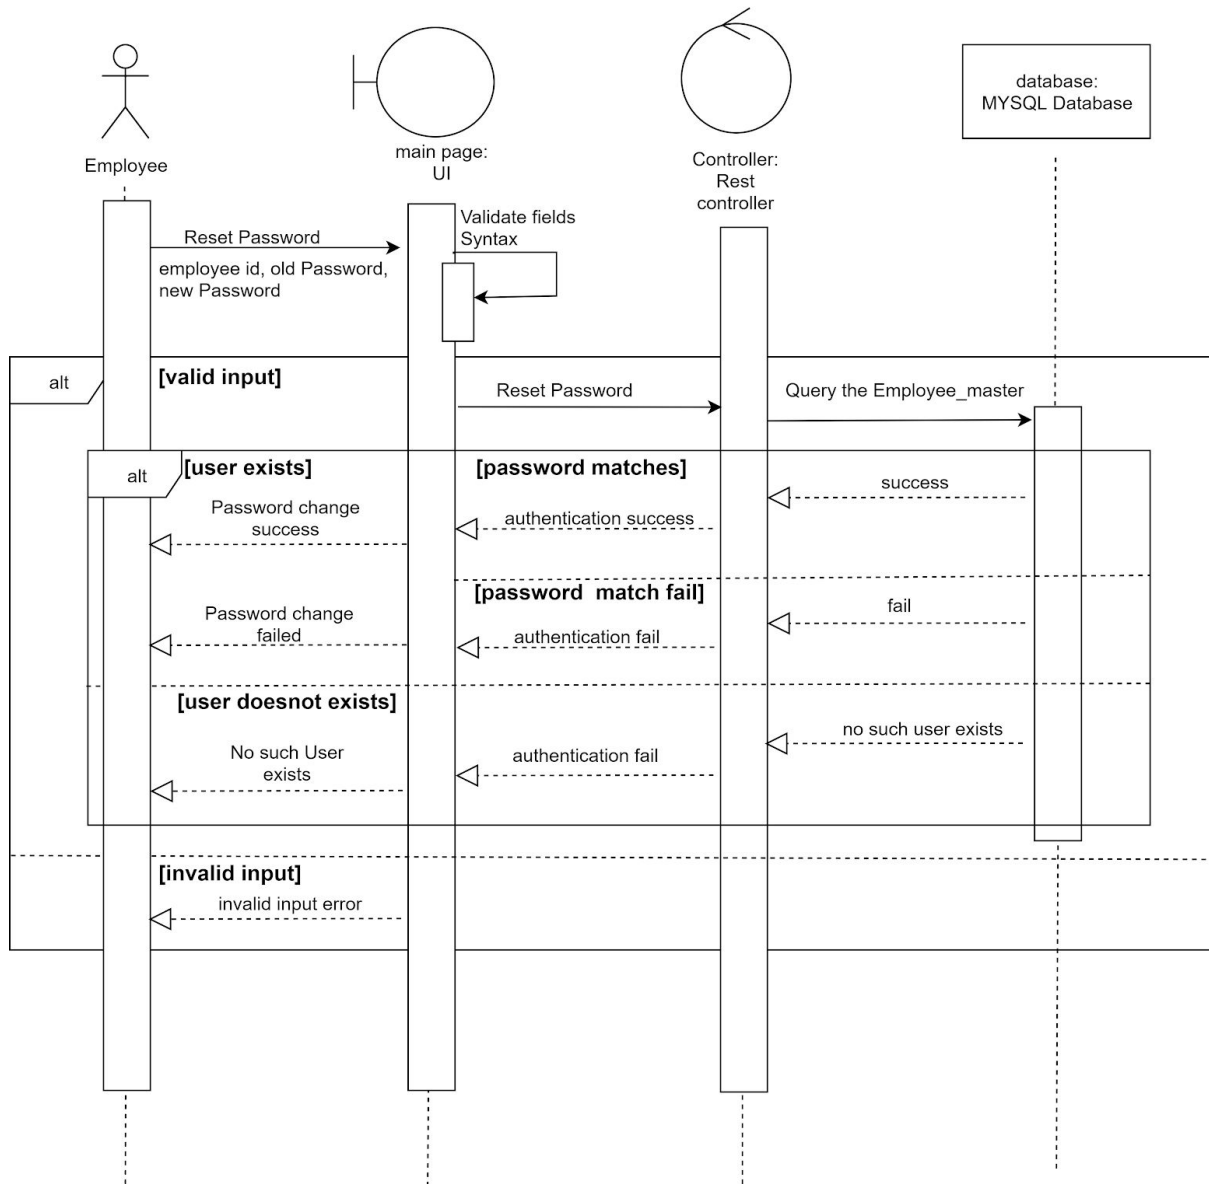 Employee
main page:
UI
Controller:
Rest
controller
database:
MYSQL Database
Reset Password
employee id, old Password,
new Password
Validate fields
Syntax
alt
[valid input]
Reset Password
Query the Employee_master
alt
[user exists]
[password matches]
success
authentication success
Password change
success
[password  match fail]
fail
authentication fail
Password change
failed
[user doesnot exists]
no such user exists
authentication fail
No such User
exists
[invalid input]
invalid input error